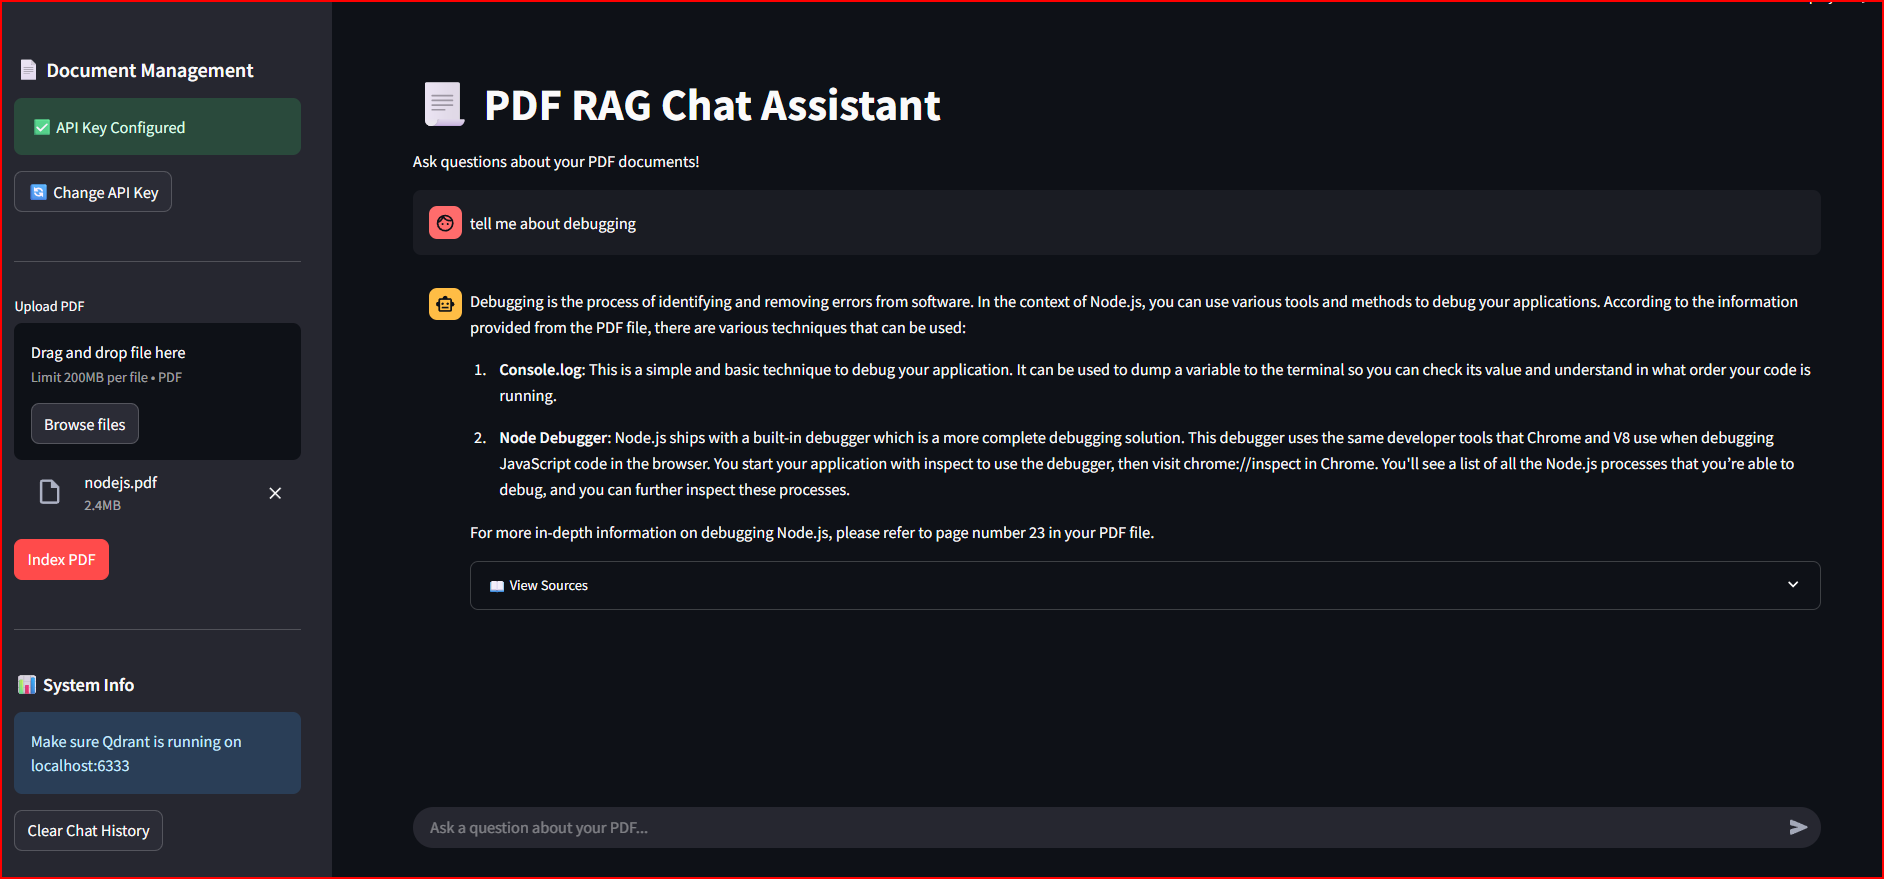 Document Management
API Key Configured
Change API Key
Upload PDF
Drag and drop file here
Limit 200MB per file • PDF
Browse files
nodejs.pdf
2.4MB
Index PDF
System Info
Make sure Qdrant is running on
localhost:6333
Clear Chat History
PDF RAG Chat Assistant
Ask questions about your PDF documents!
tell me about debugging
Debugging is the process of identifying and removing errors from software. In the context of Node.js, you can use various tools and methods to debug your applications. According to the information
provided from the PDF file, there are various techniques that can be used:
1. Console.log: This is a simple and basic technique to debug your application. It can be used to dump a variable to the terminal so you can check its value and understand in what order your code is
running.
2. Node Debugger: Node.js ships with a built-in debugger which is a more complete debugging solution. This debugger uses the same developer tools that Chrome and V8 use when debugging
JavaScript code in the browser. You start your application with inspect to use the debugger, then visit chrome://inspect in Chrome. You'll see a list of all the Node.js processes that you’re able to
debug, and you can further inspect these processes.
For more in-depth information on debugging Node.js, please refer to page number 23 in your PDF file.
View Sources
Ask a question about your PDF...